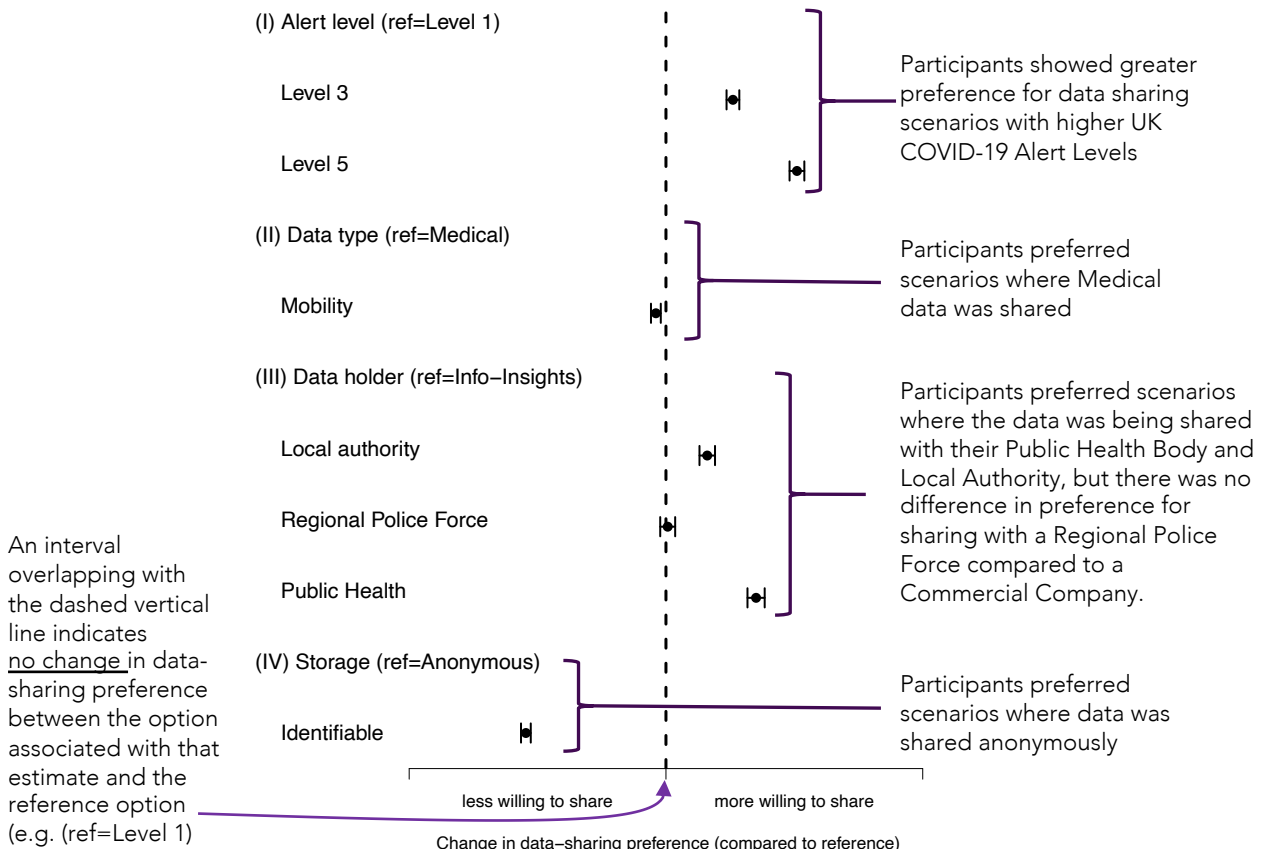 (I) Alert level (ref=Level 1)
Level 3
Level 5
Participants showed greater
preference for data sharing
scenarios with higher UK
COVID-19 Alert Levels
(II) Data type (ref=Medical)
Mobility
Participants preferred
scenarios where Medical
data was shared
(III) Data holder (ref=Info−Insights)
Local authority
Regional Police Force
Public Health
Participants preferred scenarios
where the data was being shared
with their Public Health Body and
Local Authority, but there was no
difference in preference for
sharing with a Regional Police
Force compared to a
Commercial Company.
An interval
overlapping with
the dashed vertical
line indicates
no change in data-
sharing preference
between the option
associated with that
estimate and the
reference option
(e.g. (ref=Level 1)
(IV) Storage (ref=Anonymous)
Identifiable
Participants preferred
scenarios where data was
shared anonymously
less willing to share
more willing to share
Change in data−sharing preference (compared to reference)